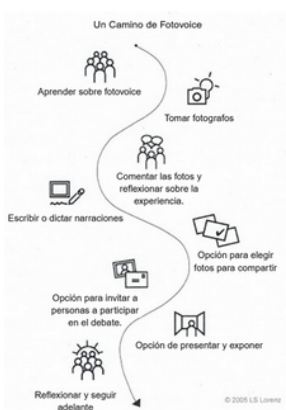 Un Camino de Fotovoice
Aprender sobre fotovoice
Tomar fotografos
Comentar las fotos y
reflexionar sobre la
experiencia.
Escribir o dictar narraciones
Opción para elegir
fotos para compartir
Opción para invitar a
personas a participar
en el debate.
Opción de presentar y exponer
Reflexionar y seguir
adelante
© 2005 LS Lorenz